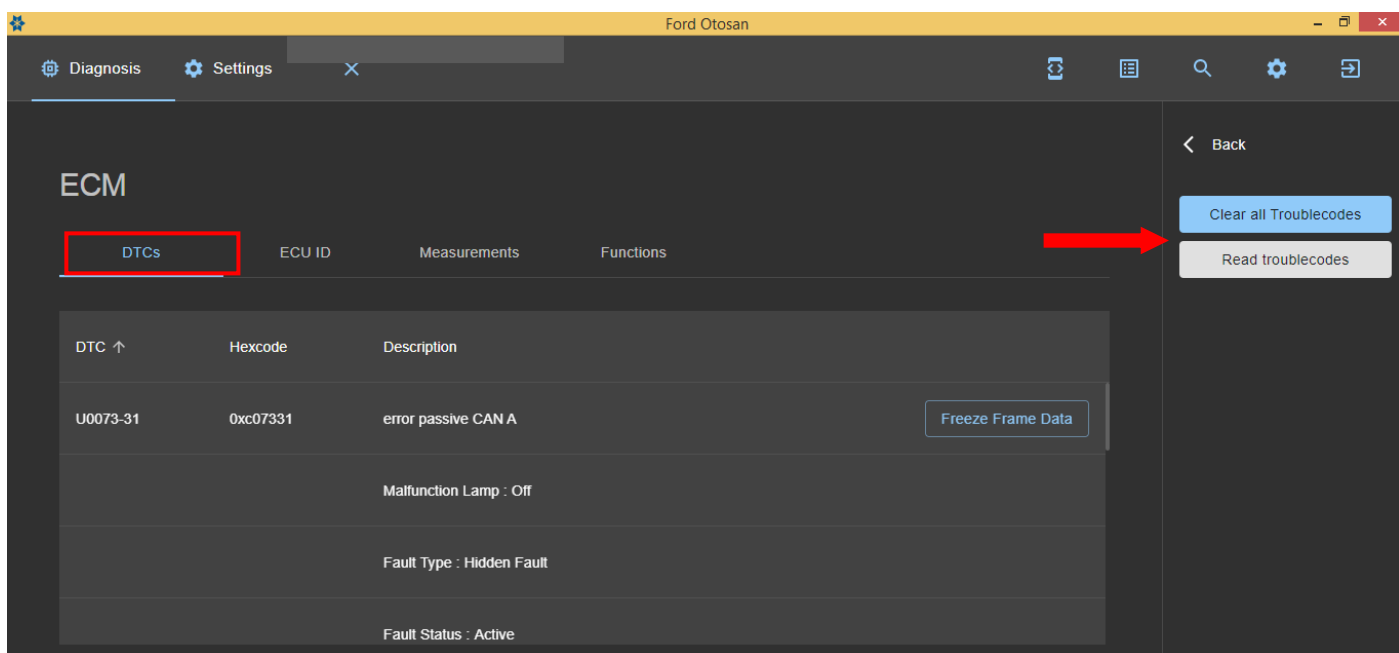 Ford Otosan
Diagnosis Settings
Back
ECM
Clear all Troublecodes
DTCs ECU ID Measurements Functions
Read troublecodes
DTC Hexcode Description
U0073-31 0xc07331 error passive CAN A Freeze Frame Data
Malfunction Lamp : Off
Fault Type : Hidden Fault
Fault Status : Active